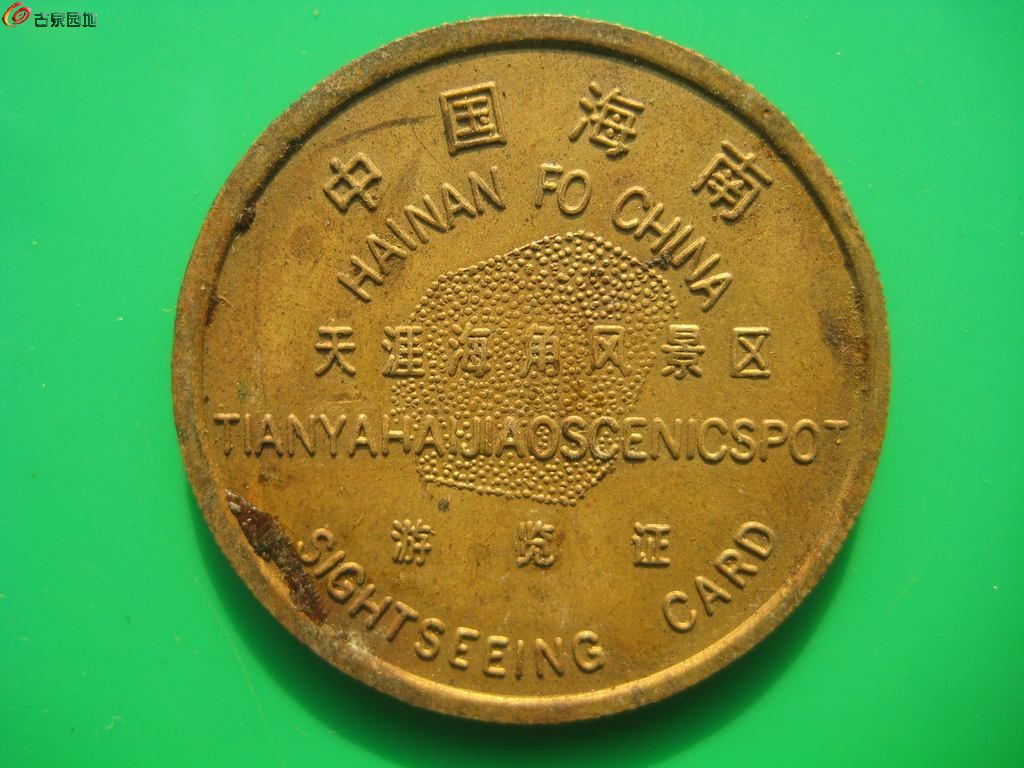 古泉园地
中国海南
HAINAN FO CHINA
天涯海角风景区
TIANYAHAIJIAOSCENICSPOT
游览证
SIGHTSEEING CARD